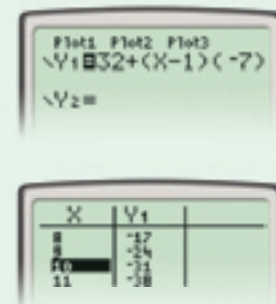 Plot1 Plot2 Plot3
\Y1=32+(X-1)(-7)
\Y2=
X Y1
8 -17
9 -24
10 -31
11 -38